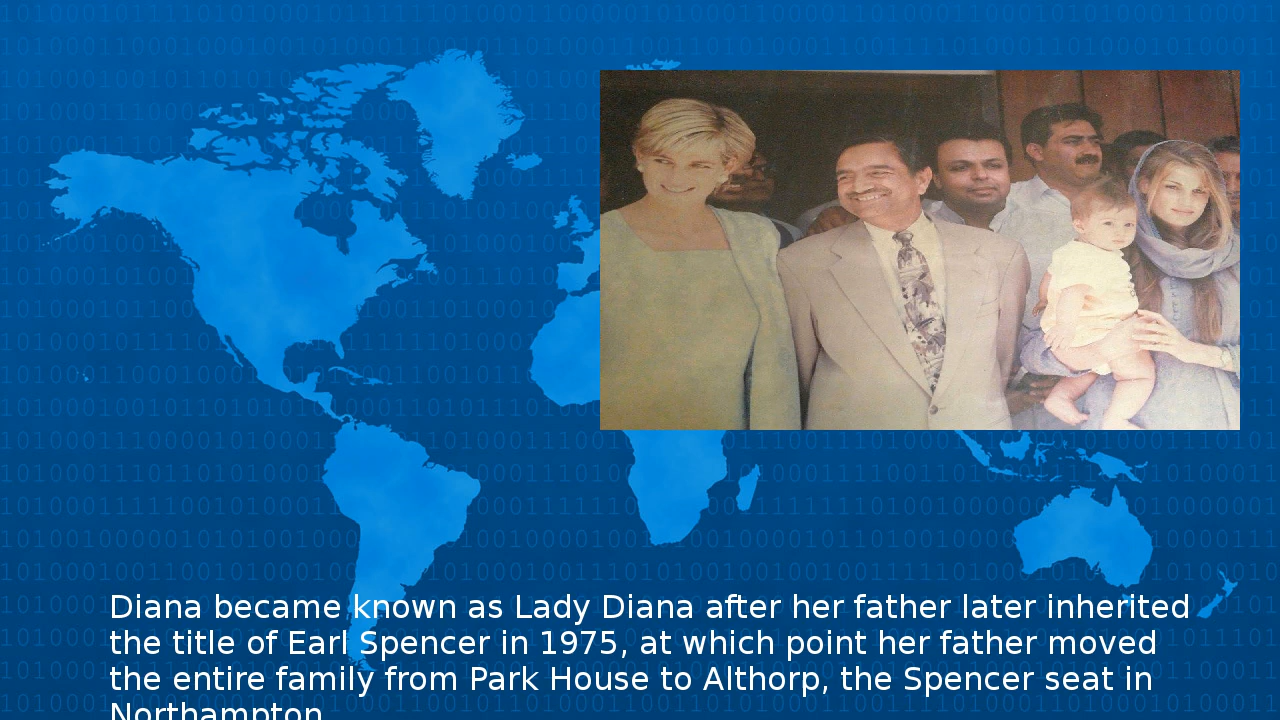 Diana became known as Lady Diana after her father later inherited
the title of Earl Spencer in 1975, at which point her father moved
the entire family from Park House to Althorp, the Spencer seat in
Northampton